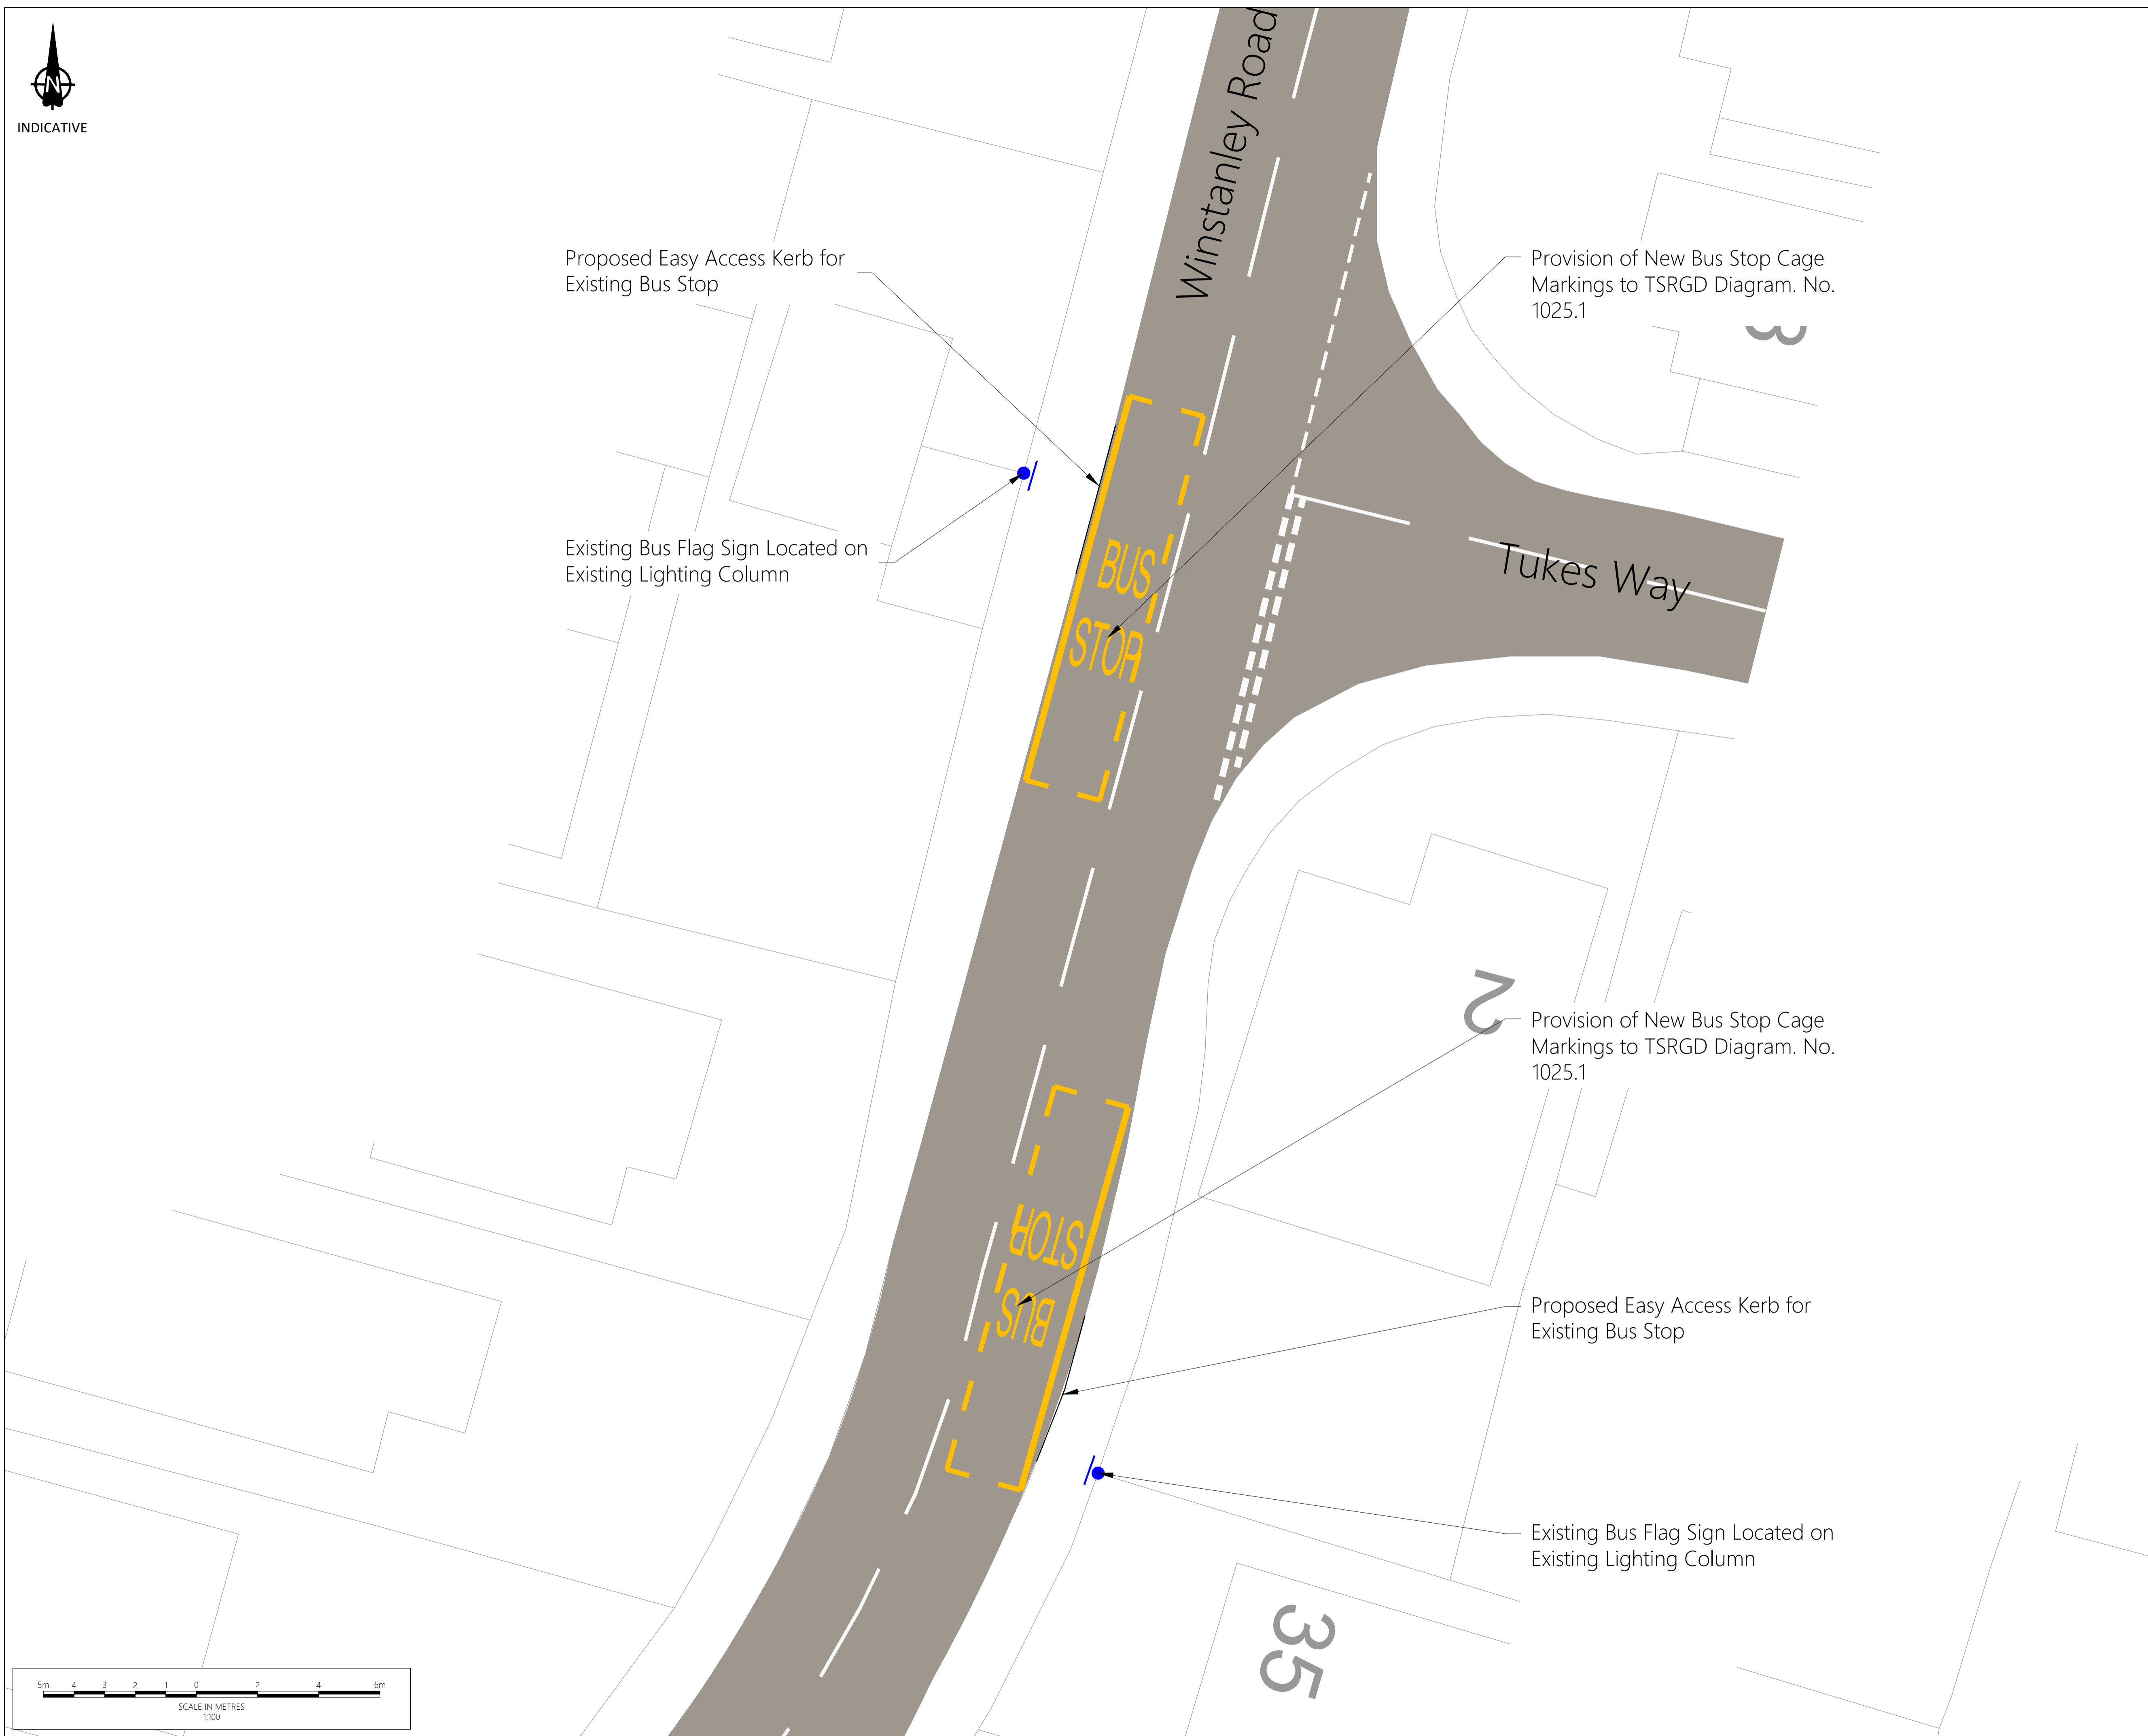 N
INDICATIVE
Winstanley Road
Proposed Easy Access Kerb for
Existing Bus Stop
Provision of New Bus Stop Cage
Markings to TSRGD Diagram. No.
1025.1
3
Existing Bus Flag Sign Located on
Existing Lighting Column
BUS
STOP
Tukes Way
2
Provision of New Bus Stop Cage
Markings to TSRGD Diagram. No.
1025.1
BUS
STOP
Proposed Easy Access Kerb for
Existing Bus Stop
Existing Bus Flag Sign Located on
Existing Lighting Column
35
5m 4 3 2 1 0 2 4 6m
SCALE IN METRES
1:100